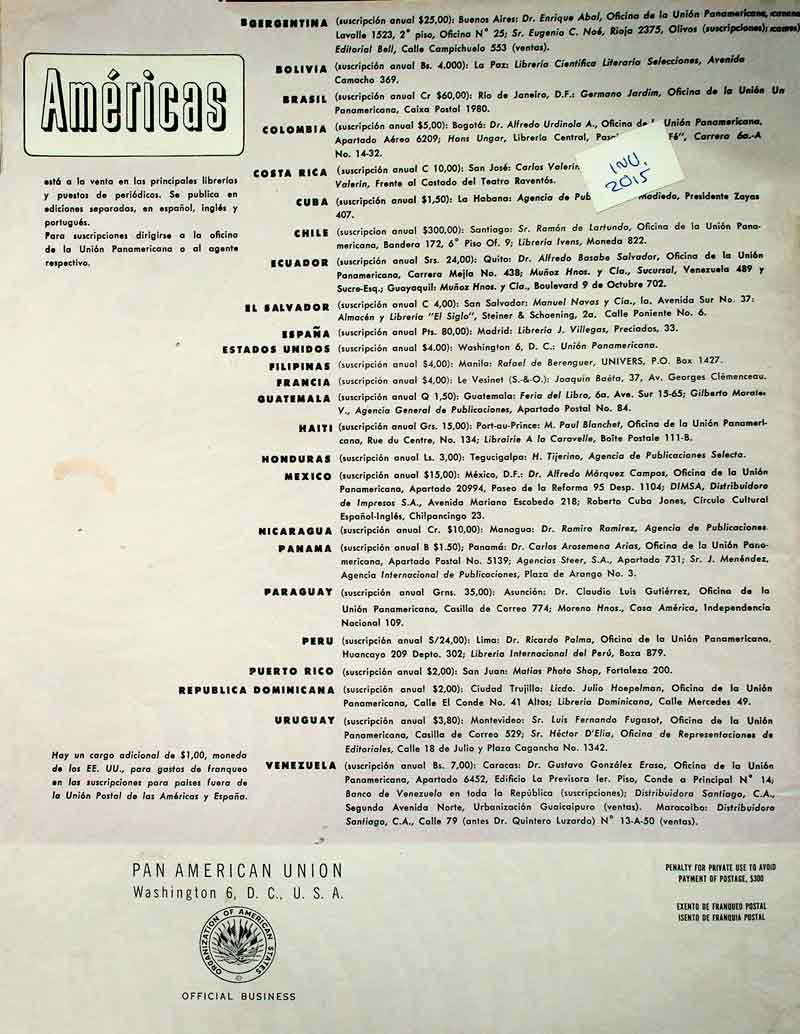 Américas
está a la venta en las principales librerías
y puestos de periódicos. Se publica en
ediciones separadas, en español, inglés y
portugués.
Para suscripciones dirigirse a la oficina
de la Unión Panamericana o al agente
respectivo.
(suscripción anual $25,00): Buenos Aires: Dr. Enrique Abal, Oficina de la Unión Panamericana,
Lavalle 1523, 2° piso, Oficina N° 25; Sr. Eugenio C. Noé, Rioja 2375, Olivos (suscripciones);
Editorial Bell, Calle Campichuelo 553 (ventas).
BOLIVIA (suscripción anual Bs. 4.000): La Paz: Librería Científica Literaria Selecciones, Avenida
Camacho 369.
BRASIL (suscripción anual Cr $60,00): Río de Janeiro, D.F.: Germano Jardim, Oficina de la Unión
Panamericana, Caixa Postal 1980.
COLOMBIA (suscripción anual $5,00): Bogotá: Dr. Alfredo Urdinola A., Oficina de Unión Panamericana,
Apartado Aéreo 6209; Hans Ungar, Librería Central, Fé", Carrera 6a.-A
No. 14-32.
INU.
2015
COSTA RICA (suscripción anual C 10,00): San José: Carlos Valerín
Valerín, Frente al Costado del Teatro Raventós.
CUBA (suscripción anual $1,50): La Habana: Agencia de Presidente Zayas
407.
CHILE (suscripcion anual $300,00): Santiago: Sr. Ramón de Lartundo, Oficina de la Unión Pana-
mericana, Bandera 172, 6° Piso Of. 9; Librería Ivens, Moneda 822.
ECUADOR (suscripción anual Srs. 24,00): Quito: Dr. Alfredo Basabe Salvador, Oficina de la Unión
Panamericana, Carrera Mejía No. 438; Muñoz Hnos. y Cía., Sucursal, Venezuela 489 y
Sucre-Esq.; Guayaquil: Muñoz Hnos. y Cía., Boulevard 9 de Octubre 702.
EL SALVADOR (suscripción anual C 4,00): San Salvador: Manuel Navas y Cía., 1a. Avenida Sur No. 37:
Almacén y Librería "El Siglo", Steiner & Schoening, 2a. Calle Poniente No. 6.
ESPAÑA (suscripción anual Pts. 80,00): Madrid: Librería J. Villegas, Preciados, 33.
ESTADOS UNIDOS (suscripción anual $4.00): Washington 6, D. C.: Unión Panamericana.
FILIPINAS (suscripción anual $4,00): Manila: Rafael de Berenguer, UNIVERS, P.O. Box 1427.
FRANCIA (suscripción anual $4,00): Le Vesinet (S.-&-O.): Joaquín Baéta, 37, Av. Georges Clémenceau.
GUATEMALA (suscripción anual Q 1,50): Guatemala: Feria del Libro, 6a. Ave. Sur 15-65; Gilberto Morales
V., Agencia General de Publicaciones, Apartado Postal No. 84.
HAITI (suscripción anual Grs. 15,00): Port-au-Prince: M. Paul Blanchet, Oficina de la Unión Panameri-
cana, Rue du Centre, No. 134; Librairie A la Caravelle, Boîte Postale 111-B.
HONDURAS (suscripción anual Ls. 3,00): Tegucigalpa: H. Tijerino, Agencia de Publicaciones Selecta.
MEXICO (suscripción anual $15,00): México, D.F.: Dr. Alfredo Márquez Campos, Oficina de la Unión
Panamericana, Apartado 20994, Paseo de la Reforma 95 Desp. 1104; DIMSA, Distribuidora
de Impresos S.A., Avenida Mariano Escobedo 218; Roberto Cuba Jones, Círculo Cultural
Español-Inglés, Chilpancingo 23.
NICARAGUA (suscripción anual Cr. $10,00): Managua: Dr. Ramiro Ramírez, Agencia de Publicaciones.
PANAMA (suscripción anual B $1.50); Panamá: Dr. Carlos Arosemena Arias, Oficina de la Unión Pana-
mericana, Apartado Postal No. 5139; Agencias Steer, S.A., Apartado 731; Sr. J. Menéndez,
Agencia Internacional de Publicaciones, Plaza de Arango No. 3.
PARAGUAY (suscripción anual Grns. 35,00): Asunción: Dr. Claudio Luis Gutiérrez, Oficina de la
Unión Panamericana, Casilla de Correo 774; Moreno Hnos., Casa América, Independencia
Nacional 109.
PERU (suscripción anual S/24,00): Lima: Dr. Ricardo Palma, Oficina de la Unión Panamericana,
Huancayo 209 Depto. 302; Librería Internacional del Perú, Boza 879.
PUERTO RICO (suscripción anual $2,00): San Juan: Matías Photo Shop, Fortaleza 200.
REPUBLICA DOMINICANA (suscripción anual $2,00): Ciudad Trujillo: Licdo. Julio Hoepelman, Oficina de la Unión
Panamericana, Calle El Conde No. 41 Altos; Librería Dominicana, Calle Mercedes 49.
URUGUAY (suscripción anual $3,80): Montevideo: Sr. Luis Fernando Fugasot, Oficina de la Unión
Panamericana, Casilla de Correo 529; Sr. Héctor D'Elía, Oficina de Representaciones de
Editoriales, Calle 18 de Julio y Plaza Cagancha No. 1342.
VENEZUELA (suscripción anual Bs. 7,00): Caracas: Dr. Gustavo González Eraso, Oficina de la Unión
Panamericana, Apartado 6452, Edificio La Previsora 1er. Piso, Conde a Principal N° 14;
Banco de Venezuela en toda la República (suscripciones); Distribuidora Santiago, C.A.,
Segunda Avenida Norte, Urbanización Guaicaipuro (ventas). Maracaibo: Distribuidora
Santiago, C.A., Calle 79 (antes Dr. Quintero Luzardo) N° 13-A-50 (ventas).
Hay un cargo adicional de $1,00, moneda
de los EE. UU., para gastos de franqueo
en las suscripciones para países fuera de
la Unión Postal de las Américas y España.
PAN AMERICAN UNION
Washington 6, D. C., U. S. A.
ORGANIZATION OF AMERICAN STATES
OFFICIAL BUSINESS
PENALTY FOR PRIVATE USE TO AVOID
PAYMENT OF POSTAGE, $300
EXENTO DE FRANQUEO POSTAL
ISENTO DE FRANQUIA POSTAL